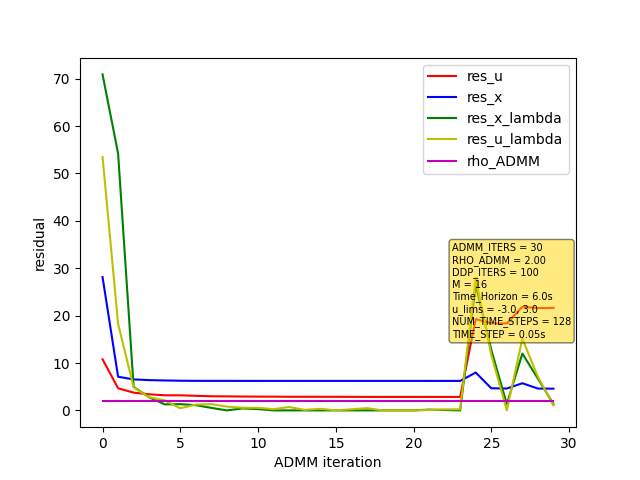 res_u
res_x
res_x_lambda
res_u_lambda
rho_ADMM
ADMM_ITERS = 30
RHO_ADMM = 2.00
DDP_ITERS = 100
M = 16
Time_Horizon = 6.0s
u_lims = -3.0, 3.0
NUM_TIME_STEPS = 128
TIME_STEP = 0.05s
residual
70
60
50
40
30
20
10
0
0 5 10 15 20 25 30
ADMM iteration